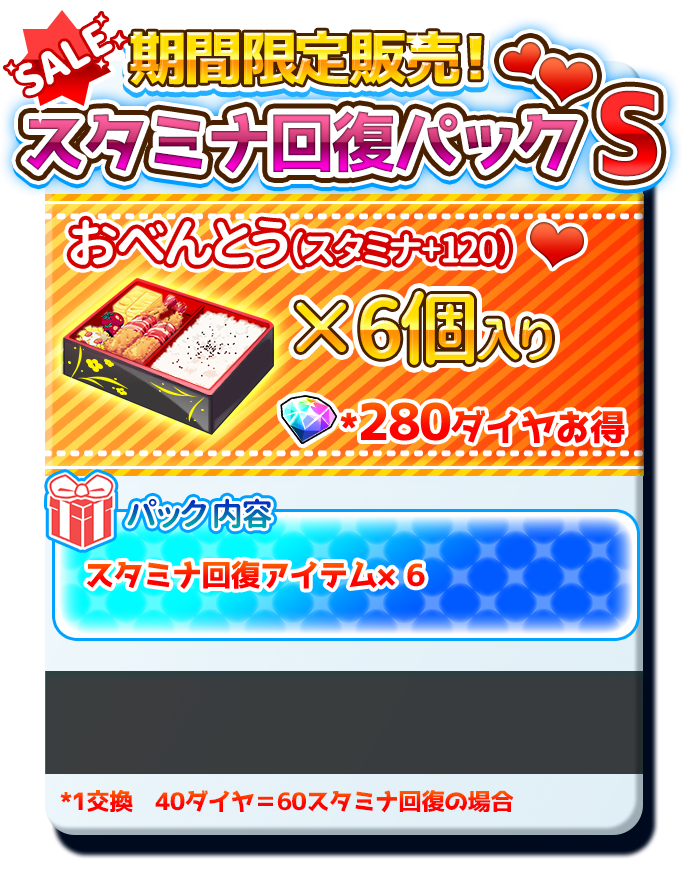 SALE
期間限定販売!
スタミナ回復パックS
おべんとう(スタミナ+120)
×6個入り
*280ダイヤお得
パック内容
スタミナ回復アイテム×6
*1交換 40ダイヤ=60スタミナ回復の場合